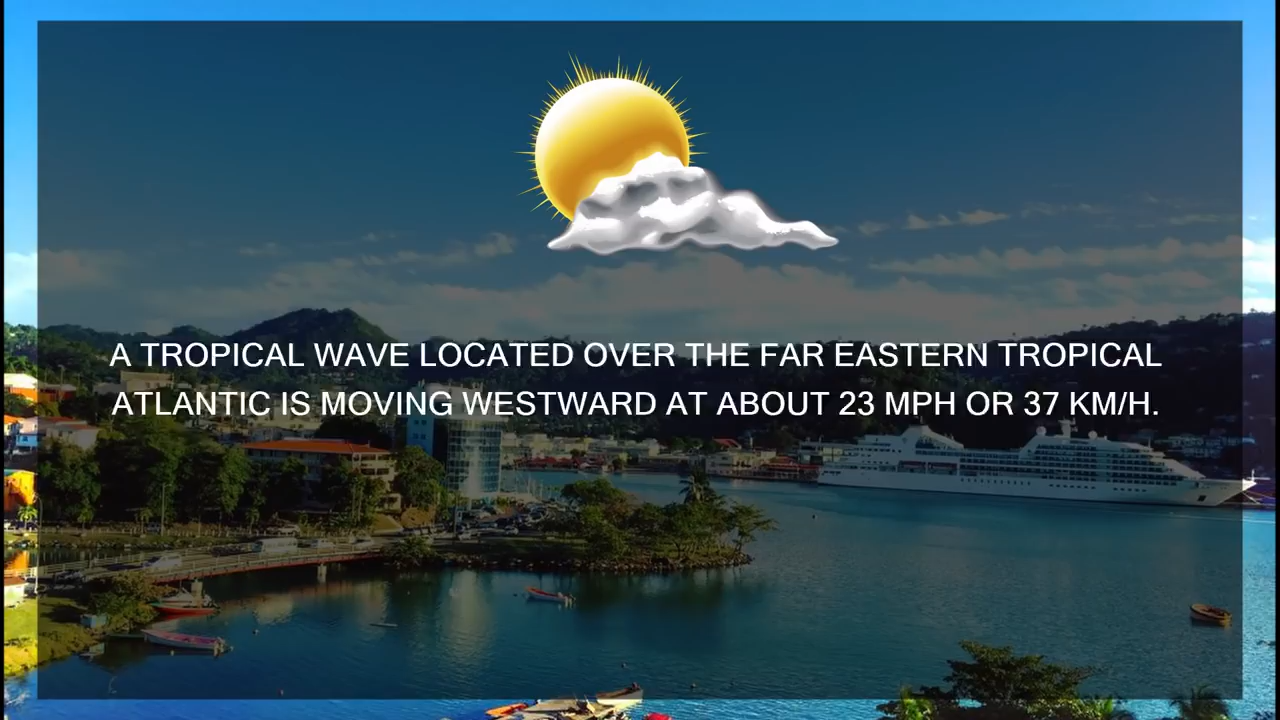 A TROPICAL WAVE LOCATED OVER THE FAR EASTERN TROPICAL
ATLANTIC IS MOVING WESTWARD AT ABOUT 23 MPH OR 37 KM/H.